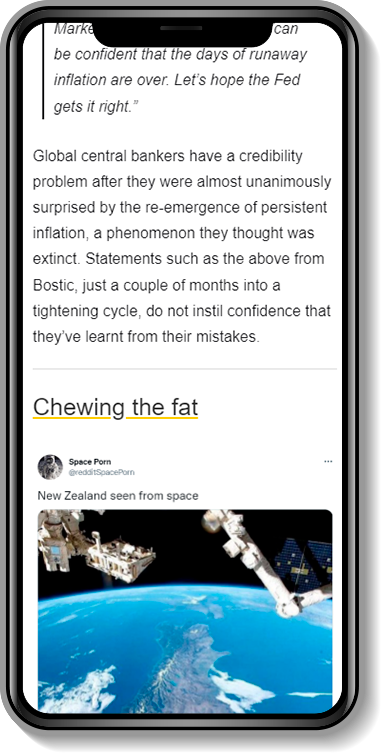 can
be confident that the days of runaway
inflation are over. Let's hope the Fed
gets it right."
Global central bankers have a credibility
problem after they were almost unanimously
surprised by the re-emergence of persistent
inflation, a phenomenon they thought was
extinct. Statements such as the above from
Bostic, just a couple of months into a
tightening cycle, do not instil confidence that
they've learnt from their mistakes.
Chewing the fat
Space Porn
@redditSpacePorn
New Zealand seen from space